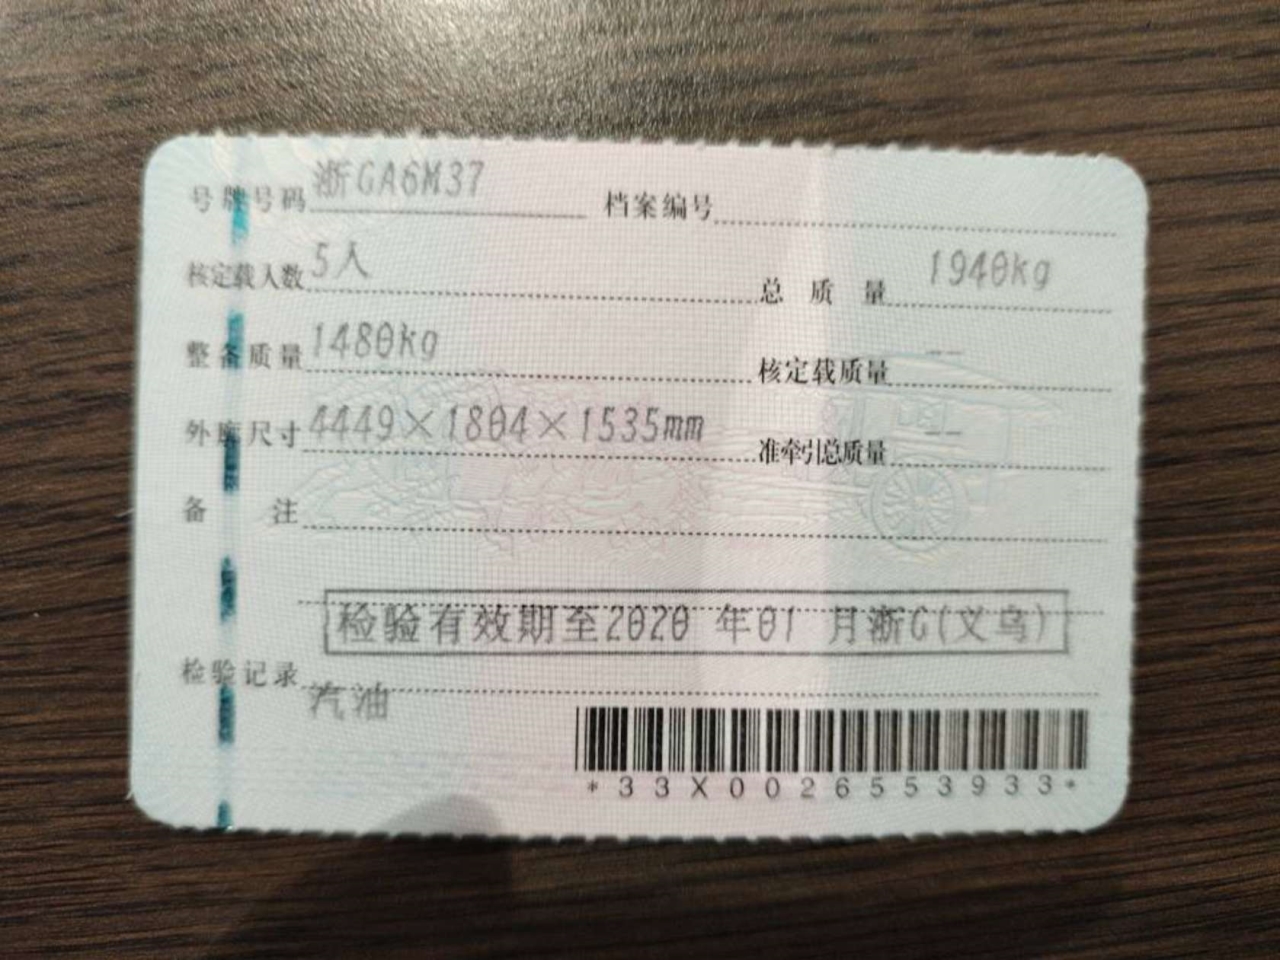 号牌号码 浙GA6M37 档案编号
核定载人数 5人 总质量 1940kg
整备质量 1480kg 核定载质量 --
外廓尺寸 4449×1804×1535mm 准牵引总质量 --
备注
检验有效期至2020 年01 月浙G(义乌)
检验记录
汽油
*33X0026553933*